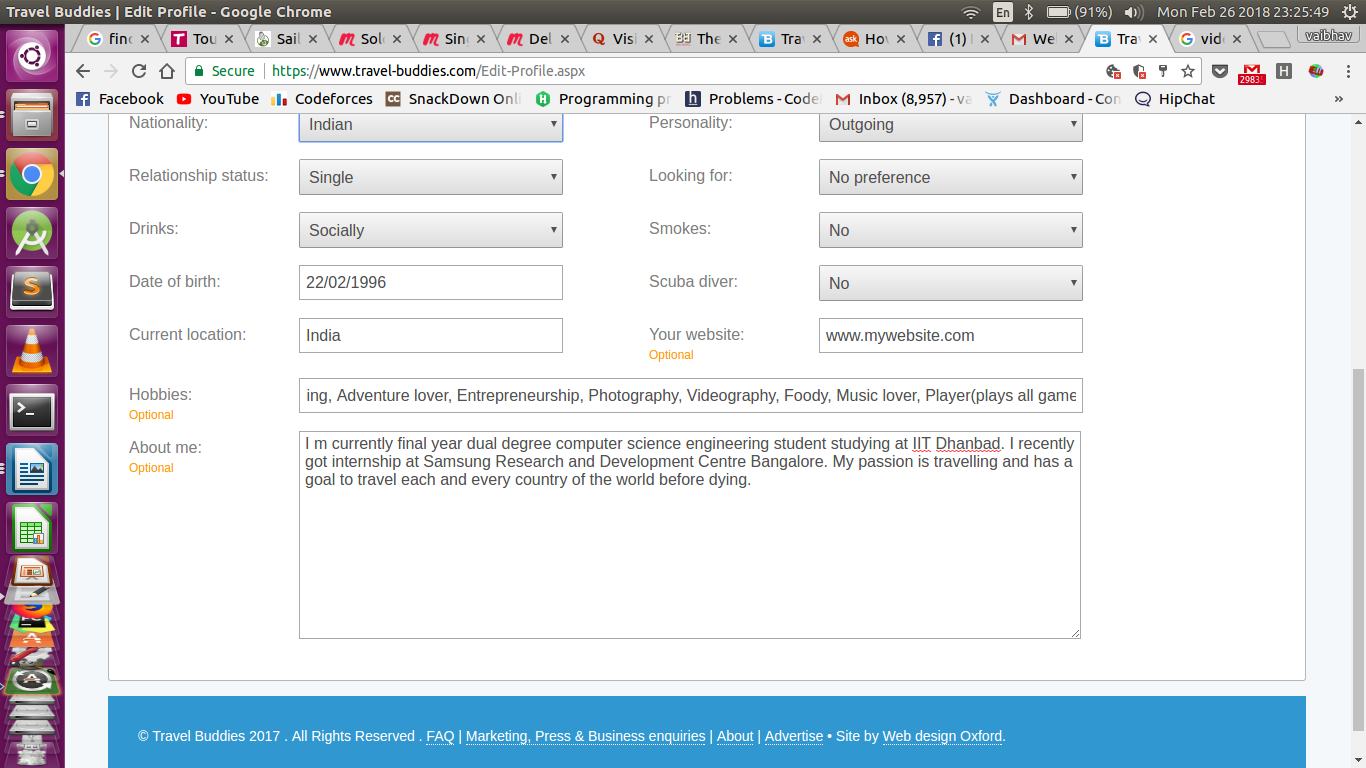 Travel Buddies | Edit Profile - Google Chrome
En (91%) Mon Feb 26 2018 23:25:49
vaibhav
finc Tou Sail Sol Sin Del Q Vis The Tra ask Ho (1) We Tra vid
Secure https://www.travel-buddies.com/Edit-Profile.aspx
Facebook YouTube Codeforces CC SnackDown Onli Programming pr h Problems - Code Inbox (8,957) - va Dashboard - Con HipChat »
Nationality: Indian Personality: Outgoing
Relationship status: Single Looking for: No preference
Drinks: Socially Smokes: No
Date of birth: 22/02/1996 Scuba diver: No
Current location: India Your website: www.mywebsite.com
Optional
Hobbies: ing, Adventure lover, Entrepreneurship, Photography, Videography, Foody, Music lover, Player(plays all game
Optional
About me:
Optional
I m currently final year dual degree computer science engineering student studying at IIT Dhanbad. I recently
got internship at Samsung Research and Development Centre Bangalore. My passion is travelling and has a
goal to travel each and every country of the world before dying.
© Travel Buddies 2017 . All Rights Reserved . FAQ | Marketing, Press & Business enquiries | About | Advertise • Site by Web design Oxford.